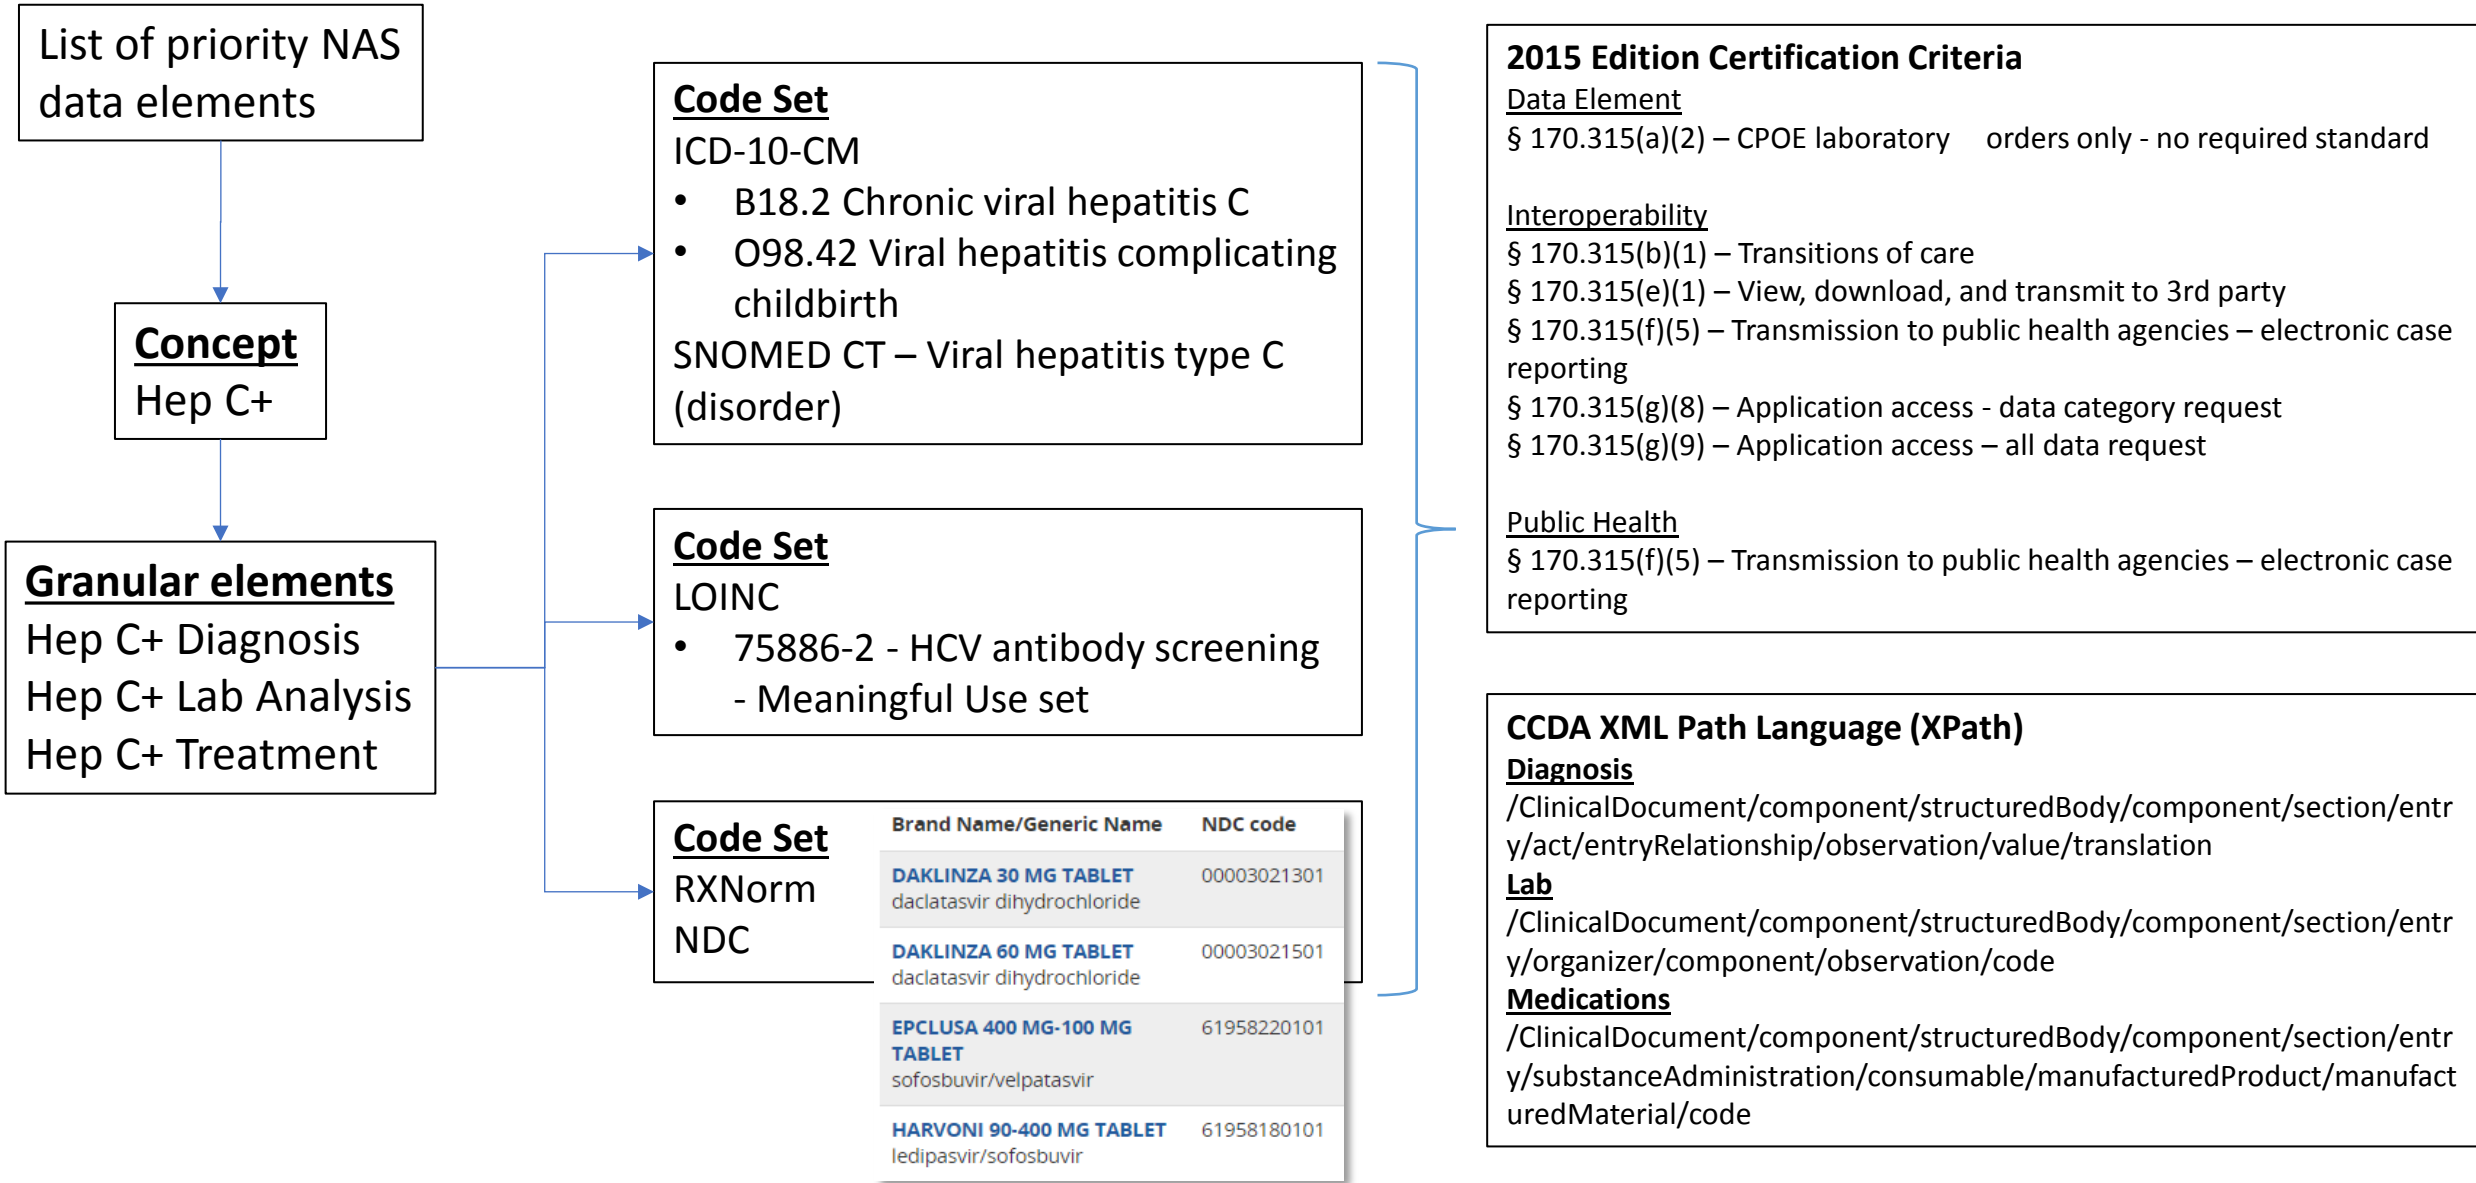 List of priority NAS
data elements
Concept
Hep C+
Granular elements
Hep C+ Diagnosis
Hep C+ Lab Analysis
Hep C+ Treatment
Code Set
ICD-10-CM
• B18.2 Chronic viral hepatitis C
• O98.42 Viral hepatitis complicating
childbirth
SNOMED CT – Viral hepatitis type C
(disorder)
Code Set
LOINC
• 75886-2 - HCV antibody screening
- Meaningful Use set
Code Set
RXNorm
NDC
Brand Name/Generic Name NDC code
DAKLINZA 30 MG TABLET 00003021301
daclatasvir dihydrochloride
DAKLINZA 60 MG TABLET 00003021501
daclatasvir dihydrochloride
EPCLUSA 400 MG-100 MG 61958220101
TABLET
sofosbuvir/velpatasvir
HARVONI 90-400 MG TABLET 61958180101
ledipasvir/sofosbuvir
2015 Edition Certification Criteria
Data Element
§ 170.315(a)(2) – CPOE laboratory orders only - no required standard
Interoperability
§ 170.315(b)(1) – Transitions of care
§ 170.315(e)(1) – View, download, and transmit to 3rd party
§ 170.315(f)(5) – Transmission to public health agencies – electronic case
reporting
§ 170.315(g)(8) – Application access - data category request
§ 170.315(g)(9) – Application access – all data request
Public Health
§ 170.315(f)(5) – Transmission to public health agencies – electronic case
reporting
CCDA XML Path Language (XPath)
Diagnosis
/ClinicalDocument/component/structuredBody/component/section/entr
y/act/entryRelationship/observation/value/translation
Lab
/ClinicalDocument/component/structuredBody/component/section/entr
y/organizer/component/observation/code
Medications
/ClinicalDocument/component/structuredBody/component/section/entr
y/substanceAdministration/consumable/manufacturedProduct/manufact
uredMaterial/code